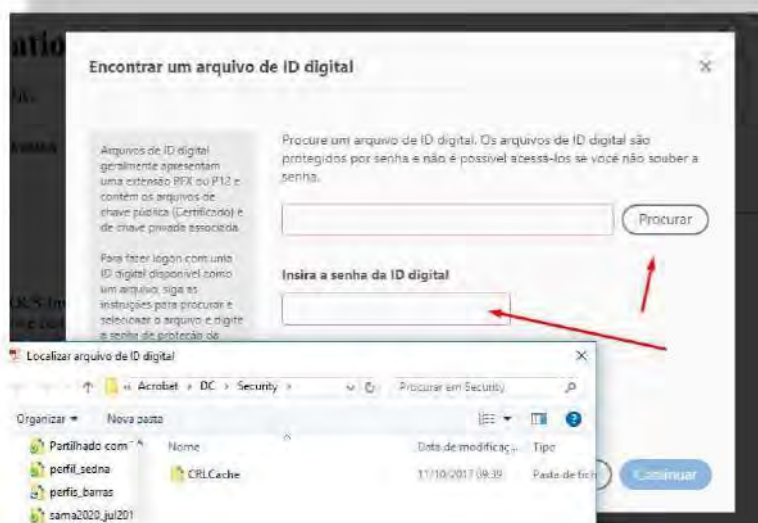 Encontrar um arquivo de ID digital
Arquivos de ID digital
geralmente apresentam
uma extensão PFX ou P12 e
contêm os arquivos de
chave pública (Certificado) e
de chave privada associada.
Para fazer logon com uma
ID digital disponível como
um arquivo, siga as
instruções para procurar e
selecionar o arquivo e digite
a senha de proteção da
Procure um arquivo de ID digital. Os arquivos de ID digital são
protegidos por senha e não é possível acessá-los se você não souber a
senha.
Procurar
Insira a senha da ID digital
Localizar arquivo de ID digital
« Acrobat > DC > Security >
Procurar em Security
Organizar
Nova pasta
Partilhado com
perfil_sedna
perfis_barras
sama2020_jul201
Nome
Data de modificaç...
Tipo
CRLCache
11/10/2017 09:39
Pasta de fich
Continuar